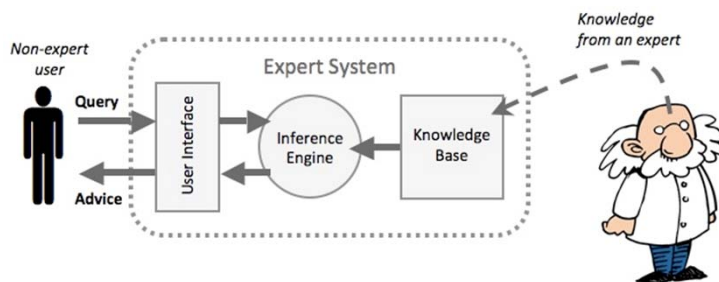 Non-expert
user
Query
Advice
Expert System
User Interface
Inference
Engine
Knowledge
Base
Knowledge
from an expert